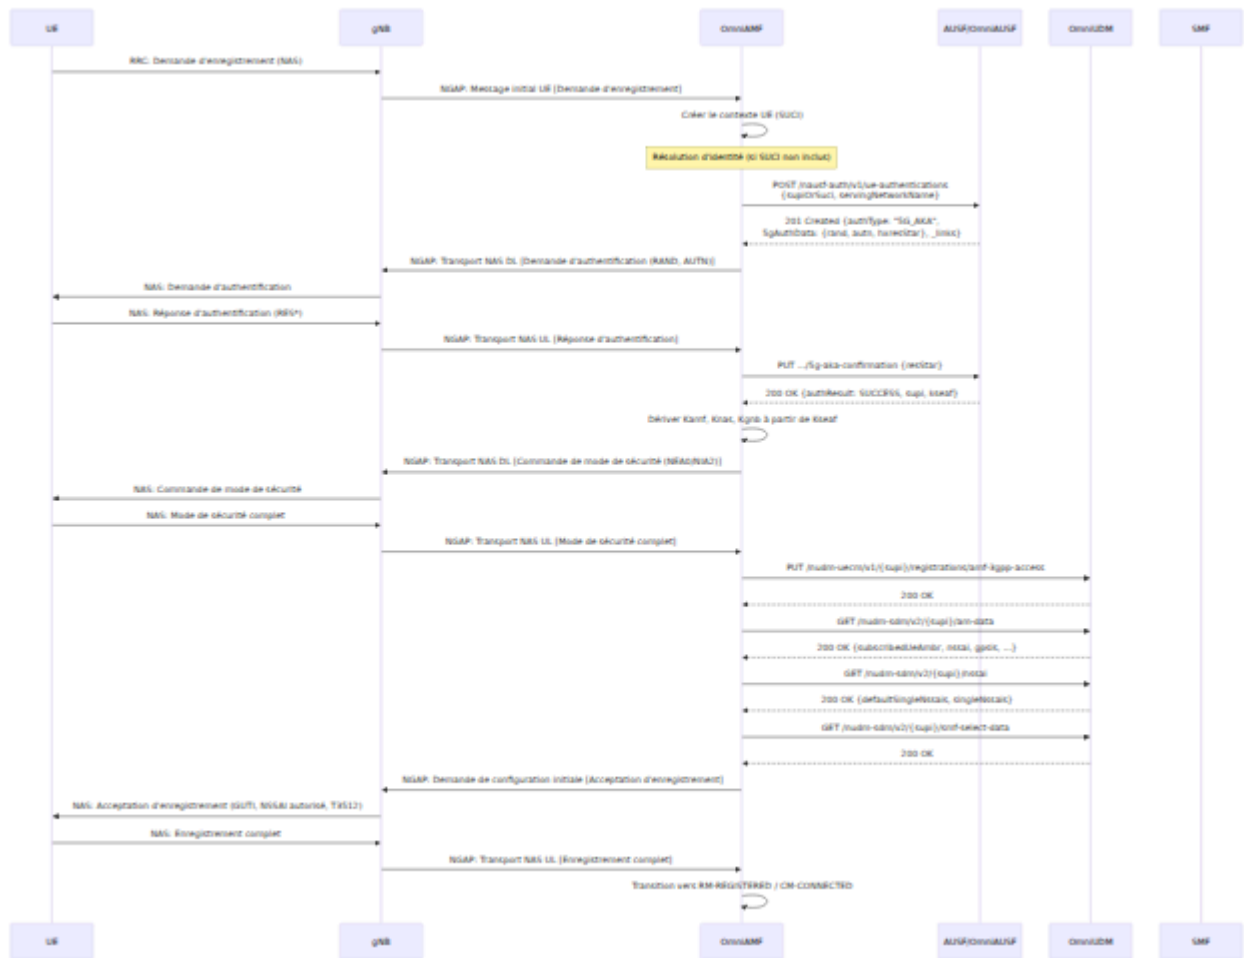 UE
gNB
OmniAMF
AUSF/OmniAUSF
OmniUDM
SMF
RRC: Demande d'enregistrement (NAS)
NGAP: Message initial UE [Demande d'enregistrement]
Créer le contexte UE (SUCI)
Résolution d'identité (si SUCI non inclus)
POST /nausf-auth/v1/ue-authentications
{supiOrSuci, servingNetworkName}
201 Created {authType: "5G_AKA",
5gAuthData: {rand, autn, hxresStar}, _links}
NGAP: Transport NAS DL [Demande d'authentification (RAND, AUTN)]
NAS: Demande d'authentification
NAS: Réponse d'authentification (RES*)
NGAP: Transport NAS UL [Réponse d'authentification]
PUT .../5g-aka-confirmation {resStar}
200 OK {authResult: SUCCESS, supi, kseaf}
Dériver Kamf, Knas, Kgnb à partir de Kseaf
NGAP: Transport NAS DL [Commande de mode de sécurité (NEA0/NIA2)]
NAS: Commande de mode de sécurité
NAS: Mode de sécurité complet
NGAP: Transport NAS UL [Mode de sécurité complet]
PUT /nudm-uecm/v1/{supi}/registrations/amf-3gpp-access
200 OK
GET /nudm-sdm/v2/{supi}/am-data
200 OK {subscribedUeAmbr, nssai, gpsis, ...}
GET /nudm-sdm/v2/{supi}/nssai
200 OK {defaultSingleNssais, singleNssais}
GET /nudm-sdm/v2/{supi}/smf-select-data
200 OK
NGAP: Demande de configuration initiale [Acceptation d'enregistrement]
NAS: Acceptation d'enregistrement (GUTI, NSSAI autorisé, T3512)
NAS: Enregistrement complet
NGAP: Transport NAS UL [Enregistrement complet]
Transition vers RM-REGISTERED / CM-CONNECTED
UE
gNB
OmniAMF
AUSF/OmniAUSF
OmniUDM
SMF